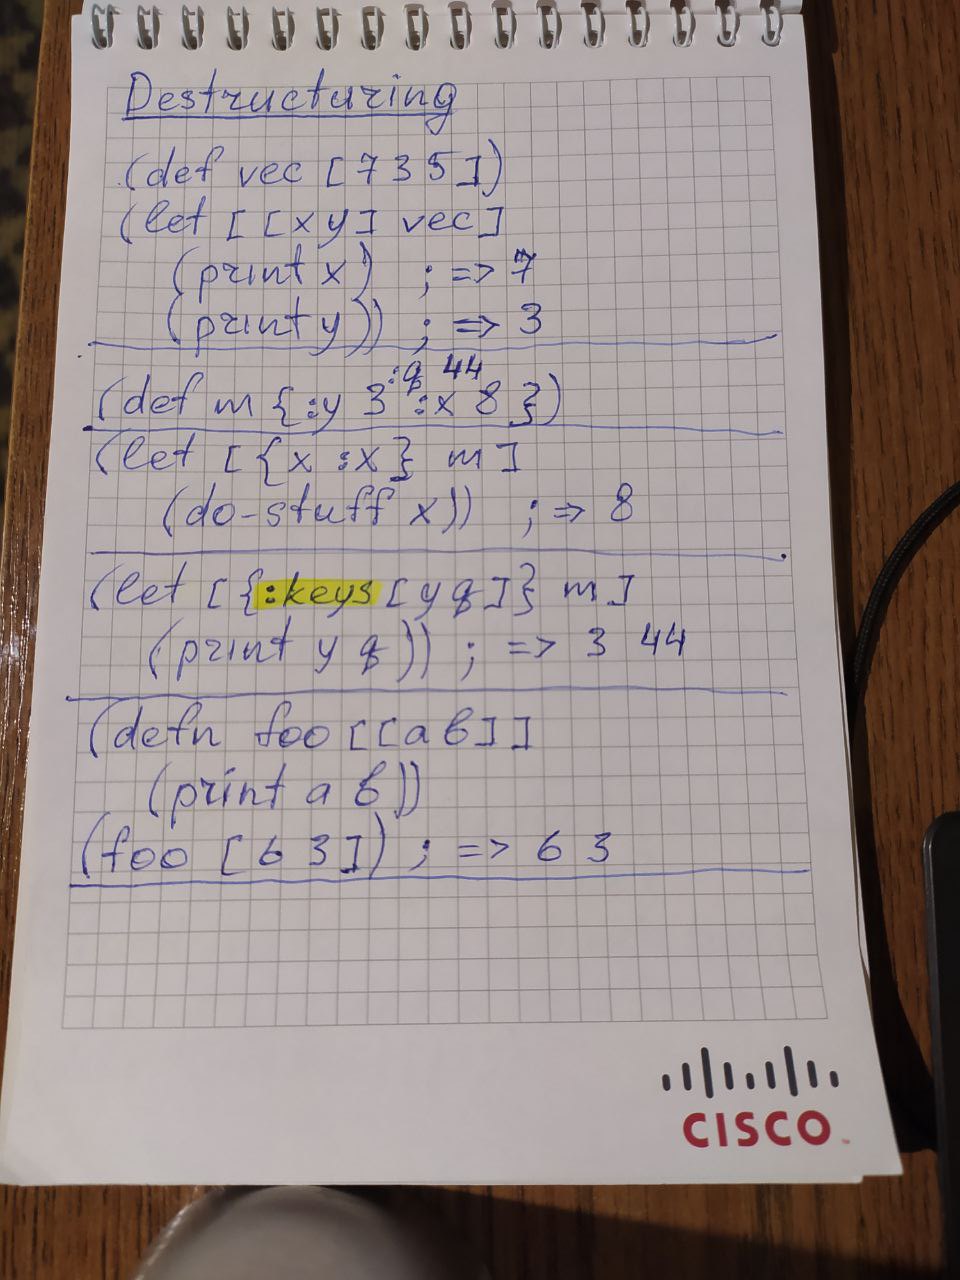 Destructuring
(def vec [7 3 5])
(let [[x y] vec]
(print x) ; => 7
(print y)) ; => 3
:q 44
(def m {:y 3 :x 8})
(let [{x :x} m]
(do-stuff x)) ; => 8
(let [{:keys [y q]} m]
(print y q)) ; => 3 44
(defn foo [[a b]]
(print a b))
(foo [6 3]) ; => 6 3
CISCO